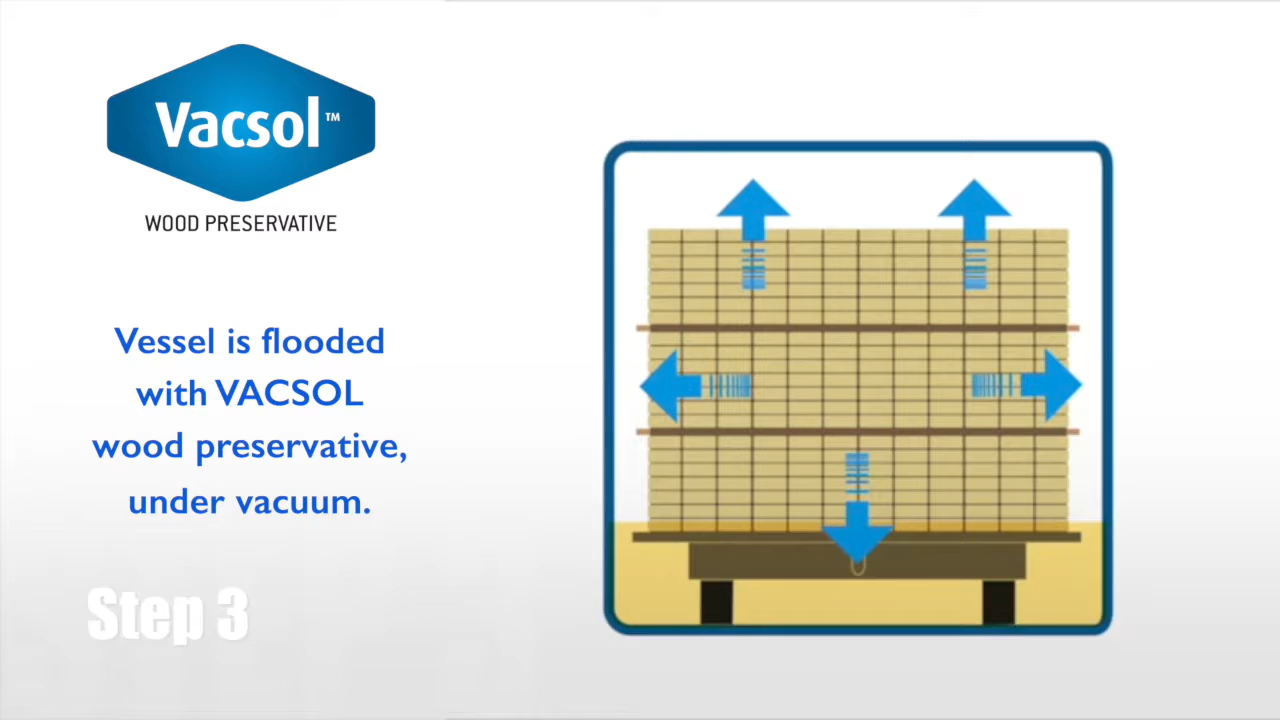 Vacsol™
WOOD PRESERVATIVE
Vessel is flooded
with VACSOL
wood preservative,
under vacuum.
Step 3